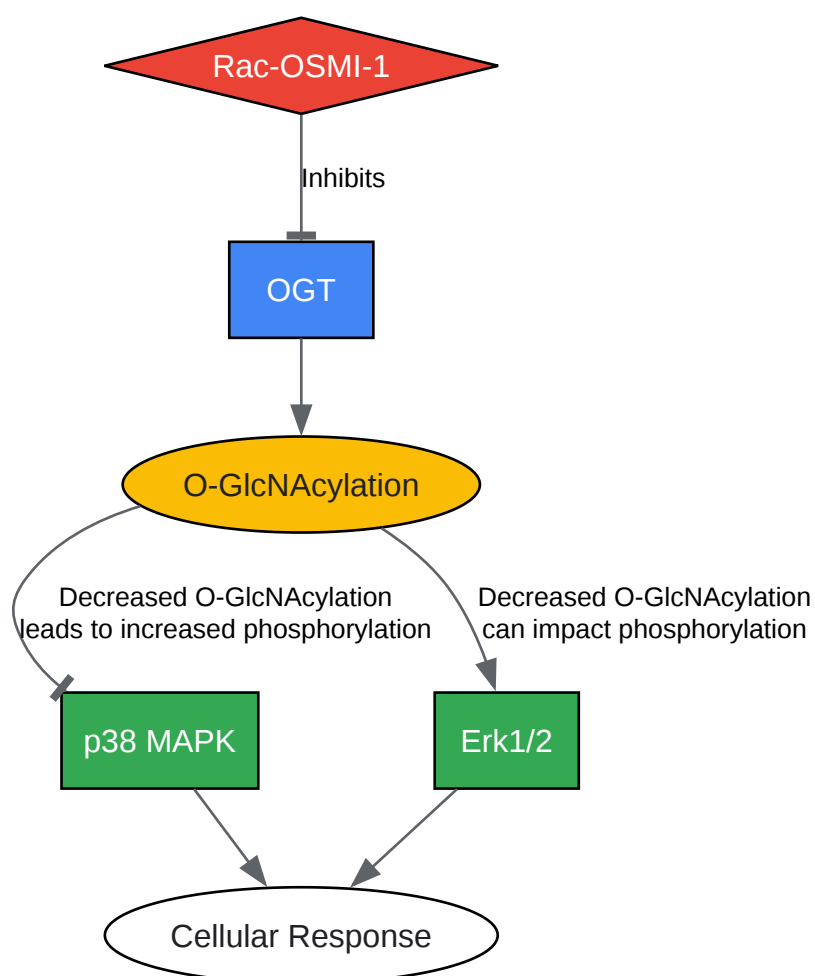 Rac-OSMI-1
Inhibits
OGT
O-GlcNAcylation
Decreased O-GlcNAcylation
leads to increased phosphorylation
Decreased O-GlcNAcylation
can impact phosphorylation
p38 MAPK
Erk1/2
Cellular Response